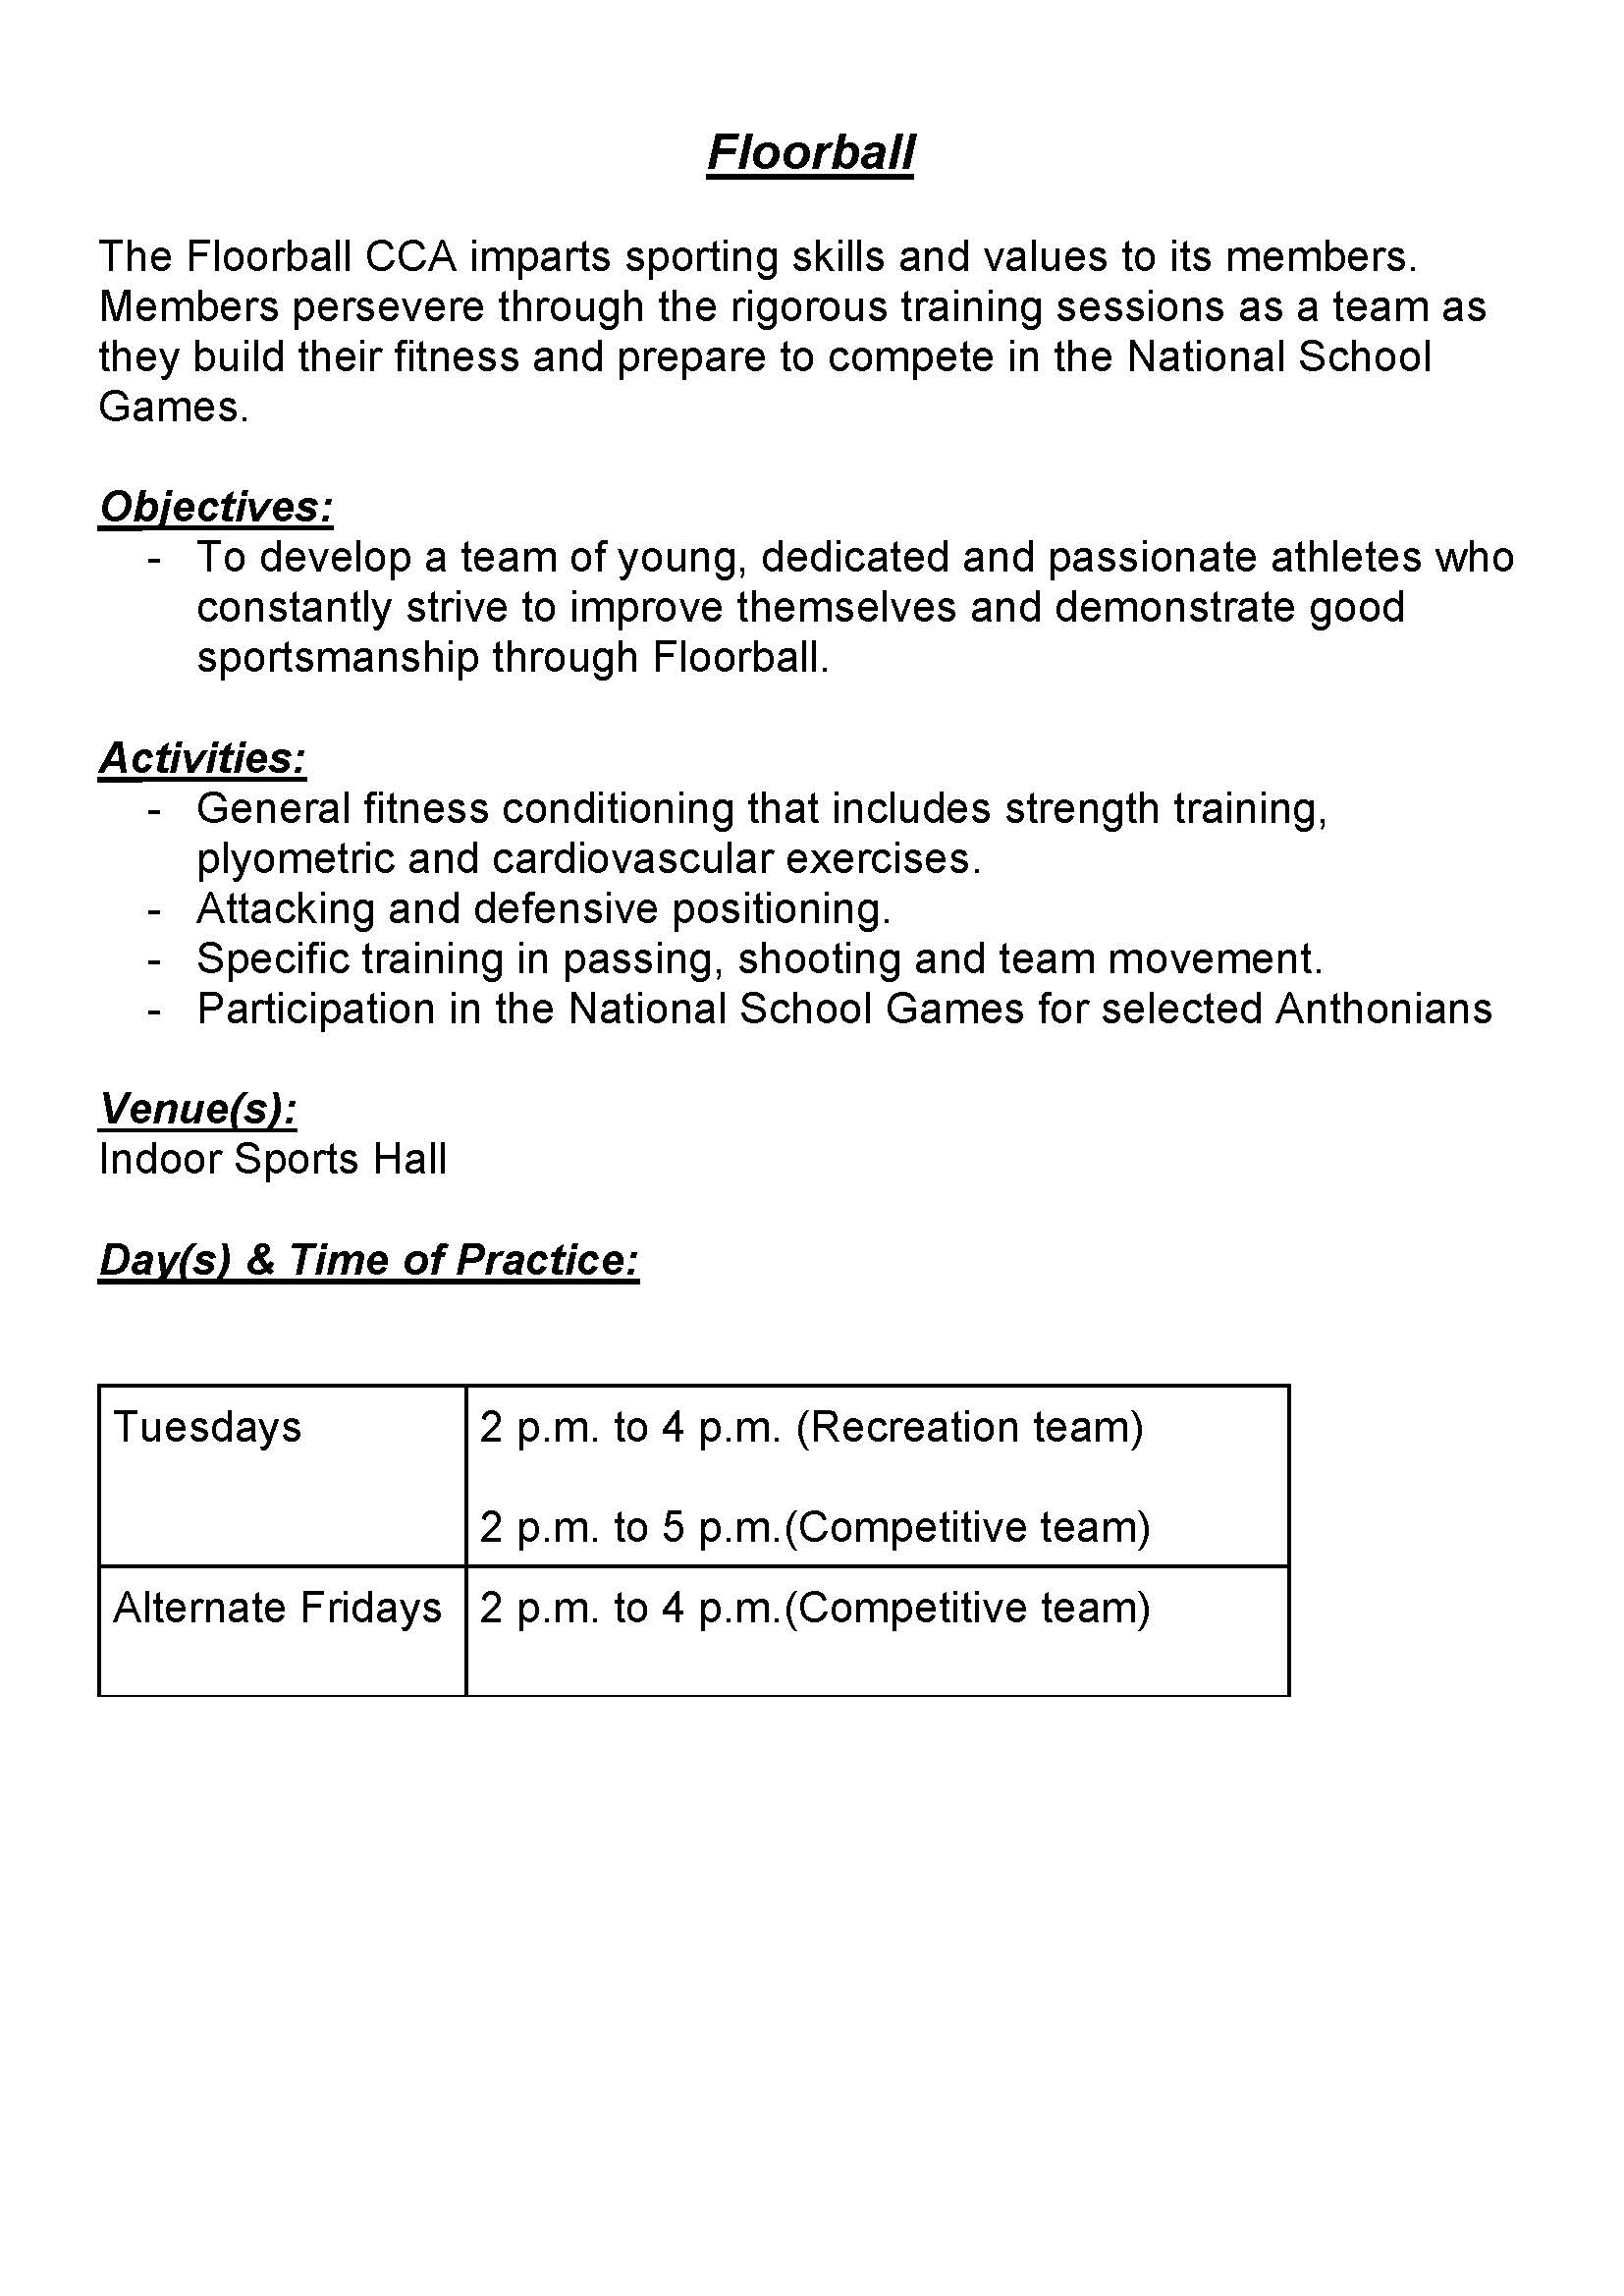 Floorball
The Floorball CCA imparts sporting skills and values to its members.
Members persevere through the rigorous training sessions as a team as
they build their fitness and prepare to compete in the National School
Games.
Objectives:
- To develop a team of young, dedicated and passionate athletes who
constantly strive to improve themselves and demonstrate good
sportsmanship through Floorball.
Activities:
- General fitness conditioning that includes strength training,
plyometric and cardiovascular exercises.
- Attacking and defensive positioning.
- Specific training in passing, shooting and team movement.
- Participation in the National School Games for selected Anthonians
Venue(s):
Indoor Sports Hall
Day(s) & Time of Practice:
Tuesdays
2 p.m. to 4 p.m. (Recreation team)
2 p.m. to 5 p.m.(Competitive team)
Alternate Fridays
2 p.m. to 4 p.m.(Competitive team)